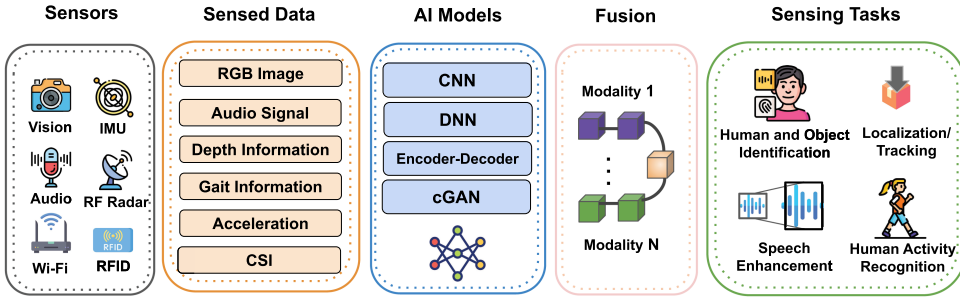 Sensors
Sensed Data
AI Models
Fusion
Sensing Tasks
Vision
IMU
Audio
RF Radar
Wi-Fi
RFID
RFID
RGB Image
Audio Signal
Depth Information
Gait Information
Acceleration
CSI
CNN
DNN
Encoder-Decoder
cGAN
Modality 1
Modality N
Human and Object
Identification
Localization/
Tracking
Speech
Enhancement
Human Activity
Recognition